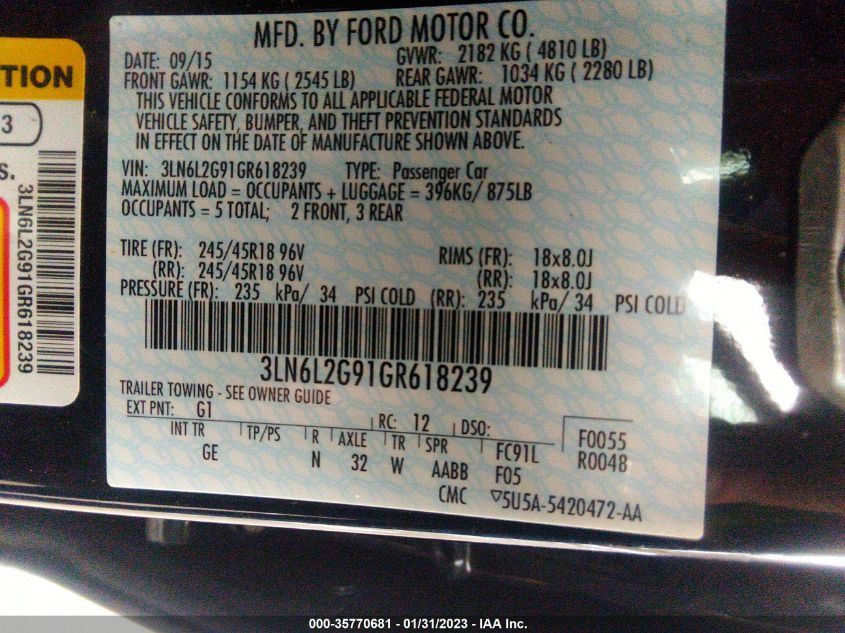 MFD. BY FORD MOTOR CO.
DATE: 09/15 GVWR: 2182 KG ( 4810 LB)
FRONT GAWR: 1154 KG ( 2545 LB) REAR GAWR: 1034 KG ( 2280 LB)
THIS VEHICLE CONFORMS TO ALL APPLICABLE FEDERAL MOTOR
VEHICLE SAFETY, BUMPER, AND THEFT PREVENTION STANDARDS
IN EFFECT ON THE DATE OF MANUFACTURE SHOWN ABOVE.
VIN: 3LN6L2G91GR618239 TYPE: Passenger Car
MAXIMUM LOAD = OCCUPANTS + LUGGAGE = 396KG/ 875LB
OCCUPANTS = 5 TOTAL; 2 FRONT, 3 REAR
TIRE (FR): 245/45R18 96V RIMS (FR): 18x8.0J
(RR): 245/45R18 96V (RR): 18x8.0J
PRESSURE (FR): 235 kPa/ 34 PSI COLD (RR): 235 kPa/ 34 PSI COLD
3LN6L2G91GR618239
TRAILER TOWING - SEE OWNER GUIDE
EXT PNT: G1 RC: 12 DSO: F0055
INT TR TP/PS R AXLE TR SPR FC91L R0048
GE N 32 W AABB F05
CMC ▽5U5A-5420472-AA
TION
3
S.
3LN6L2G91GR618239
000-35770681 - 01/31/2023 - IAA Inc.